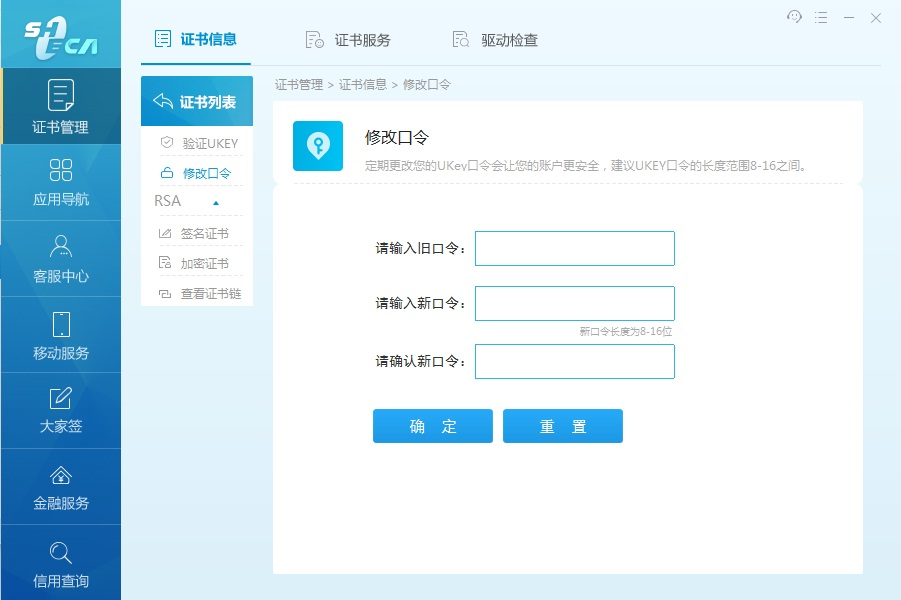 证书信息
证书服务
驱动检查
证书管理
应用导航
客服中心
移动服务
大家签
金融服务
信用查询
证书列表
验证UKEY
修改口令
RSA
签名证书
加密证书
查看证书链
证书管理 > 证书信息 > 修改口令
修改口令
定期更改您的UKey口令会让您的账户更安全，建议UKEY口令的长度范围8-16之间。
请输入旧口令：
请输入新口令：
新口令长度为8-16位
请确认新口令：
确 定
重 置